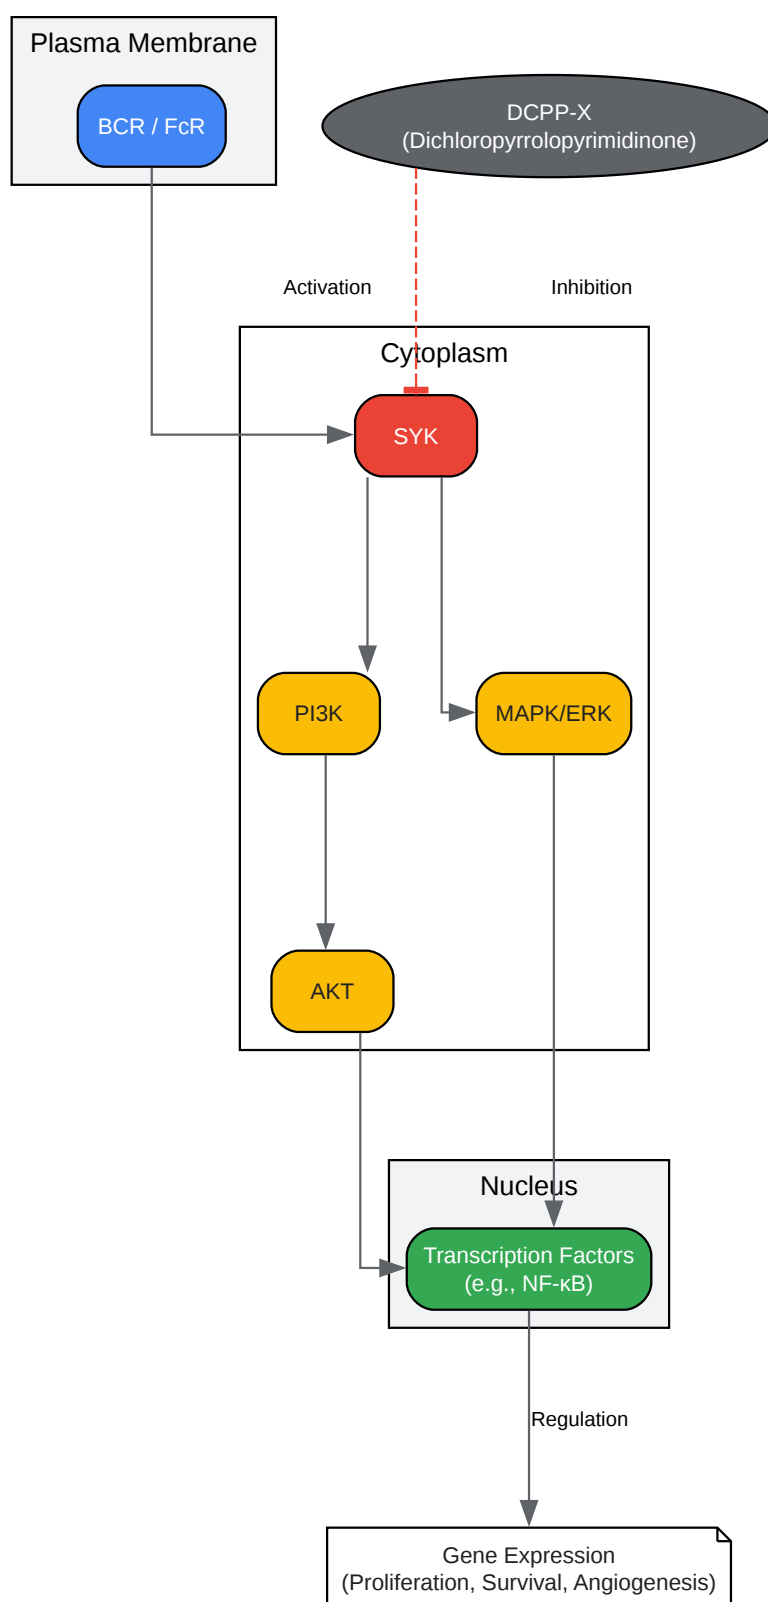 Plasma Membrane
BCR / FcR
DCPP-X
(Dichloropyrrolopyrimidinone)
Activation
Inhibition
Cytoplasm
SYK
PI3K
MAPK/ERK
AKT
Nucleus
Transcription Factors
(e.g., NF-κB)
Regulation
Gene Expression
(Proliferation, Survival, Angiogenesis)